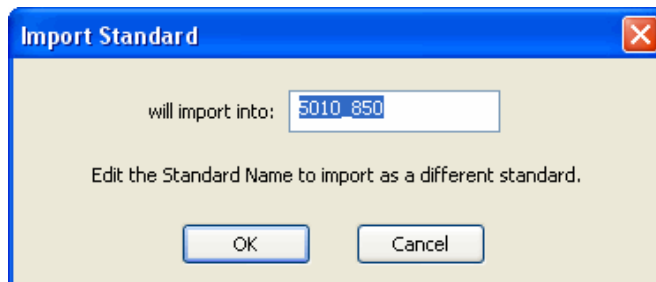 Import Standard
will import into: 5010_850
Edit the Standard Name to import as a different standard.
OK Cancel